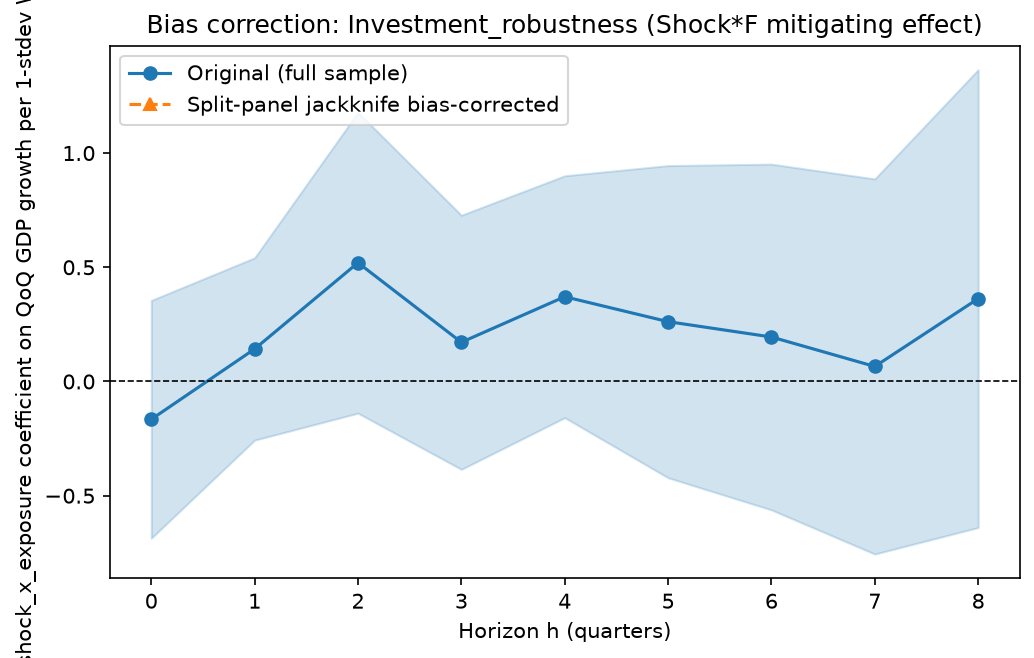 Bias correction: Investment_robustness (Shock*F mitigating effect)
Original (full sample)
Split-panel jackknife bias-corrected
shock_x_exposure coefficient on QoQ GDP growth per 1-stdev
1.0
0.5
0.0
−0.5
0
1
2
3
4
5
6
7
8
Horizon h (quarters)